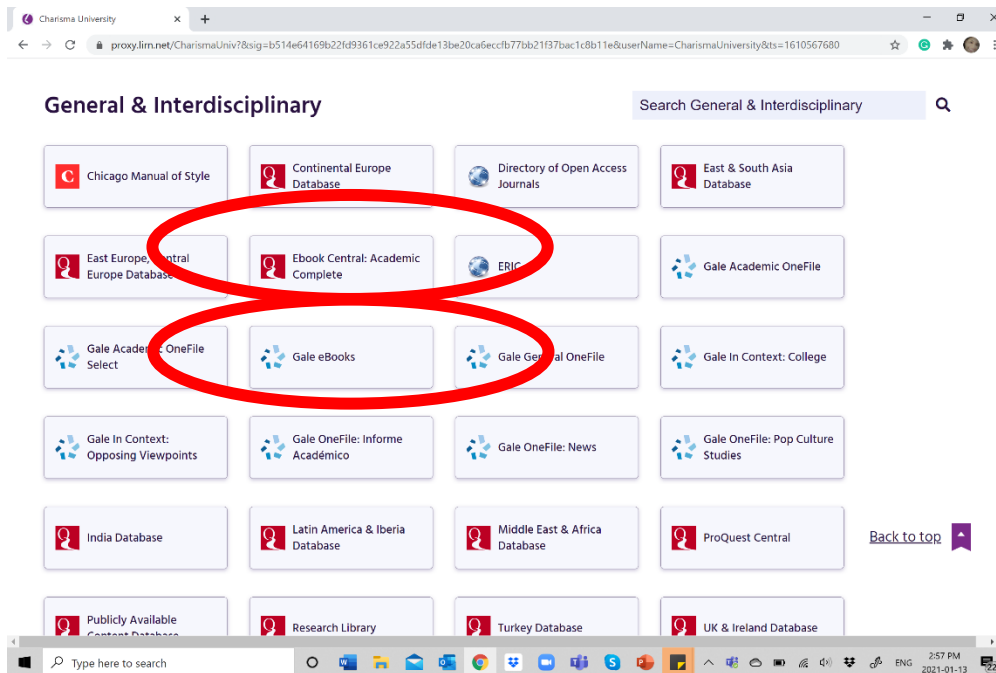 Charisma University
proxy.lirn.net/CharismaUniv?&sig=b514e64169b22fd9361ce922a55dfde13be20ca6eccfb77bb21f37bac1c8b11e&userName=CharismaUniversity&ts=1610567680
General & Interdisciplinary
Search General & Interdisciplinary
Chicago Manual of Style
Continental Europe
Database
Directory of Open Access
Journals
East & South Asia
Database
East Europe, Central
Europe Database
Ebook Central: Academic
Complete
ERIC
Gale Academic OneFile
Gale Academic OneFile
Select
Gale eBooks
Gale General OneFile
Gale In Context: College
Gale In Context:
Opposing Viewpoints
Gale OneFile: Informe
Académico
Gale OneFile: News
Gale OneFile: Pop Culture
Studies
India Database
Latin America & Iberia
Database
Middle East & Africa
Database
ProQuest Central
Back to top
Publicly Available
Content Database
Research Library
Turkey Database
UK & Ireland Database
Type here to search
ENG
2:57 PM
2021-01-13
22